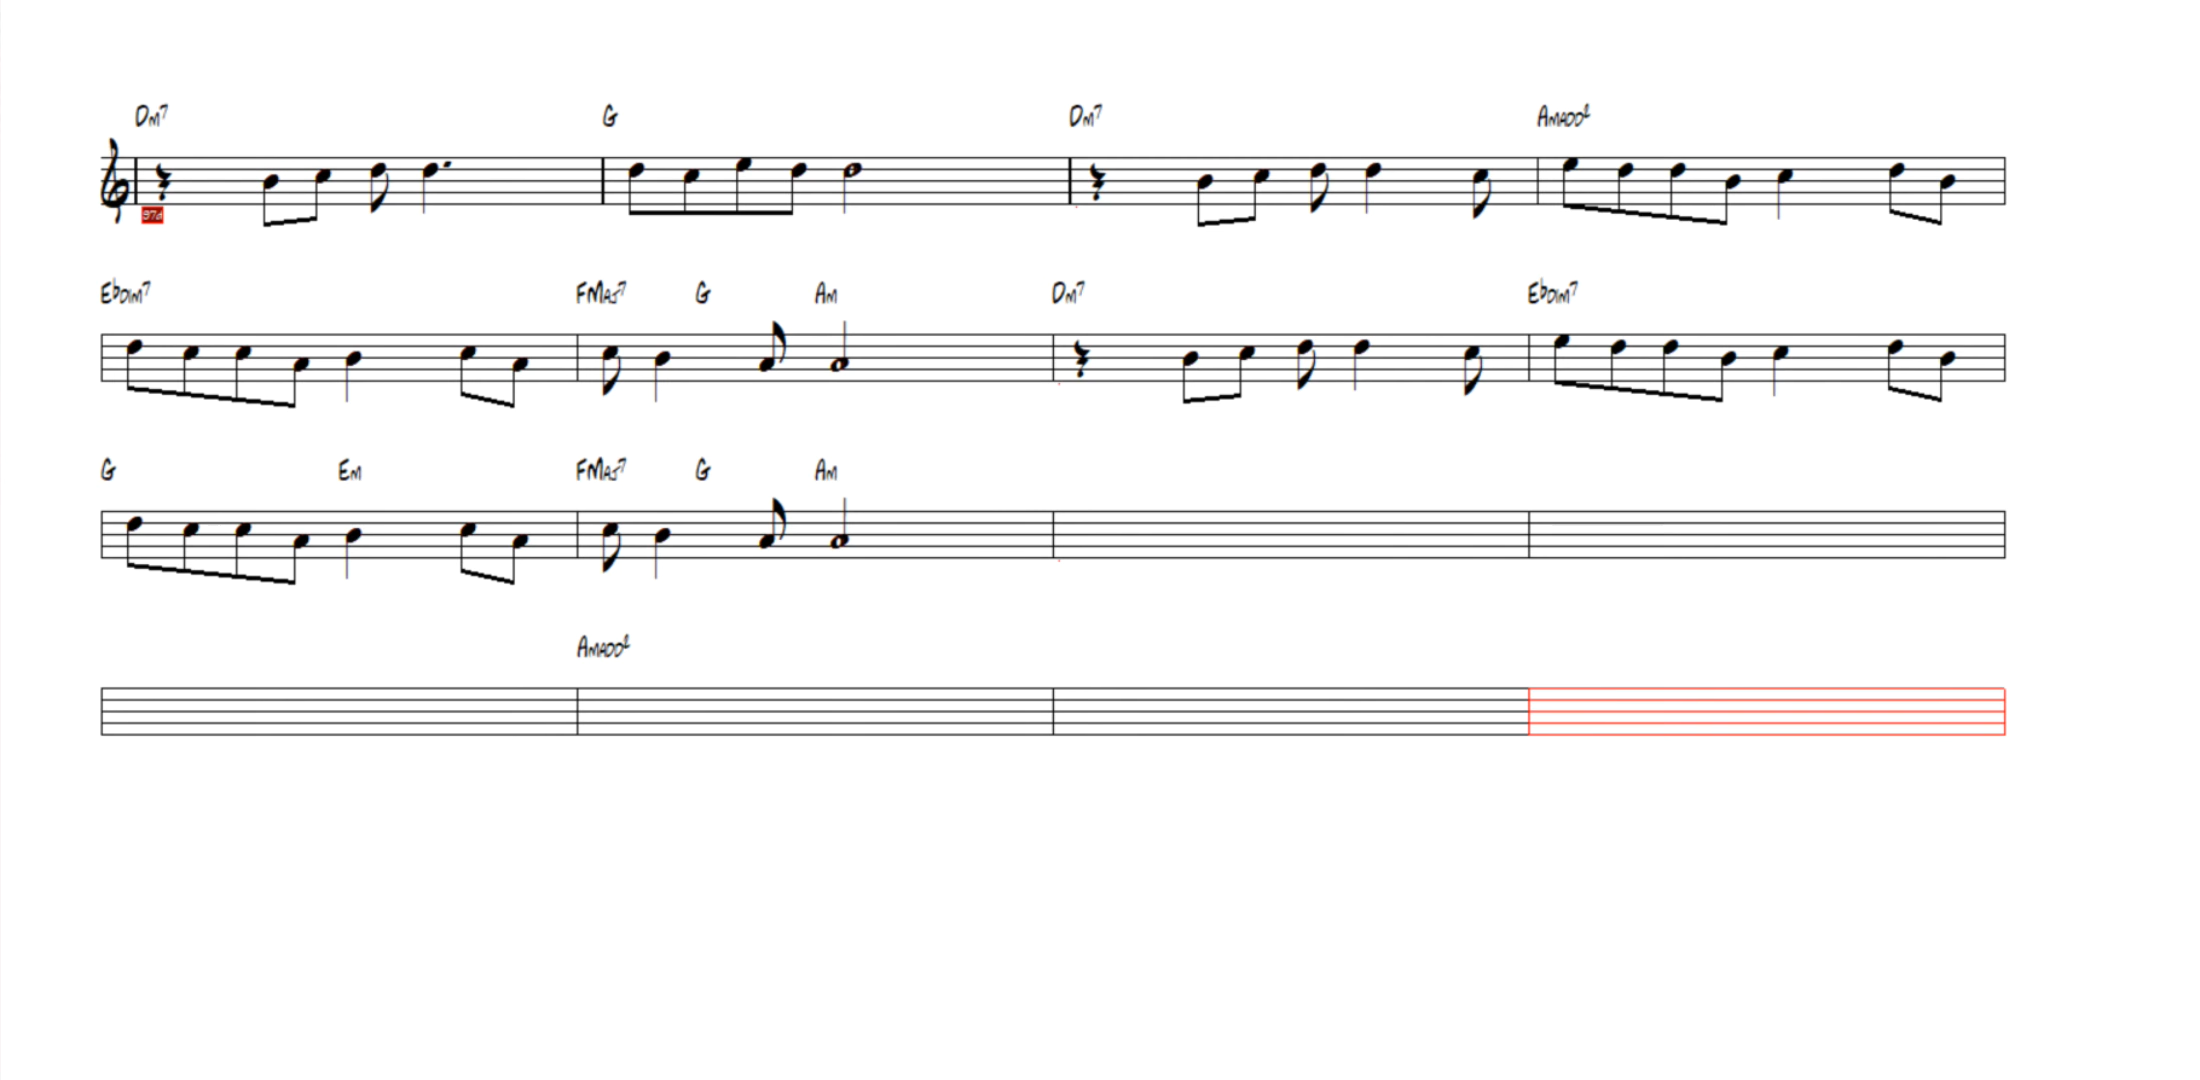 Dm7 G Dm7 Amadd2
Ebdim7 FMaj7 G Am Dm7 Ebdim7
G Em FMaj7 G Am
Amadd2